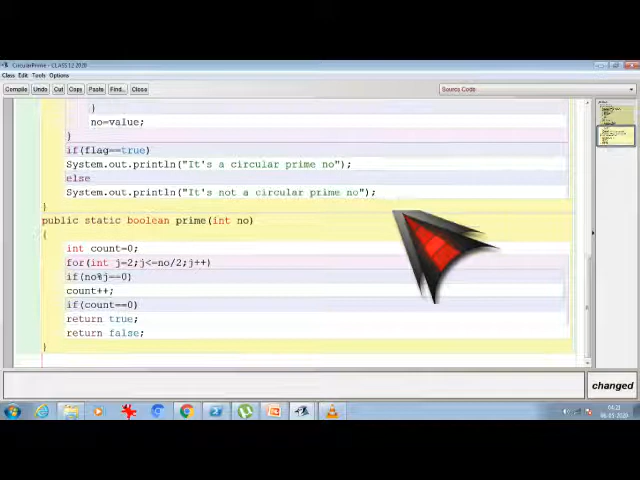 CircularPrime - CLASS 12 2020
Class Edit Tools Options
Compile Undo Cut Copy Paste Find.. Close Source Code
}
no=value;
}
if(flag==true)
System.out.println("It's a circular prime no");
else
System.out.println("It's not a circular prime no");
}
public static boolean prime(int no)
{
int count=0;
for(int j=2;j<=no/2;j++)
if(no%j==0)
count++;
if(count==0)
return true;
return false;
}
changed